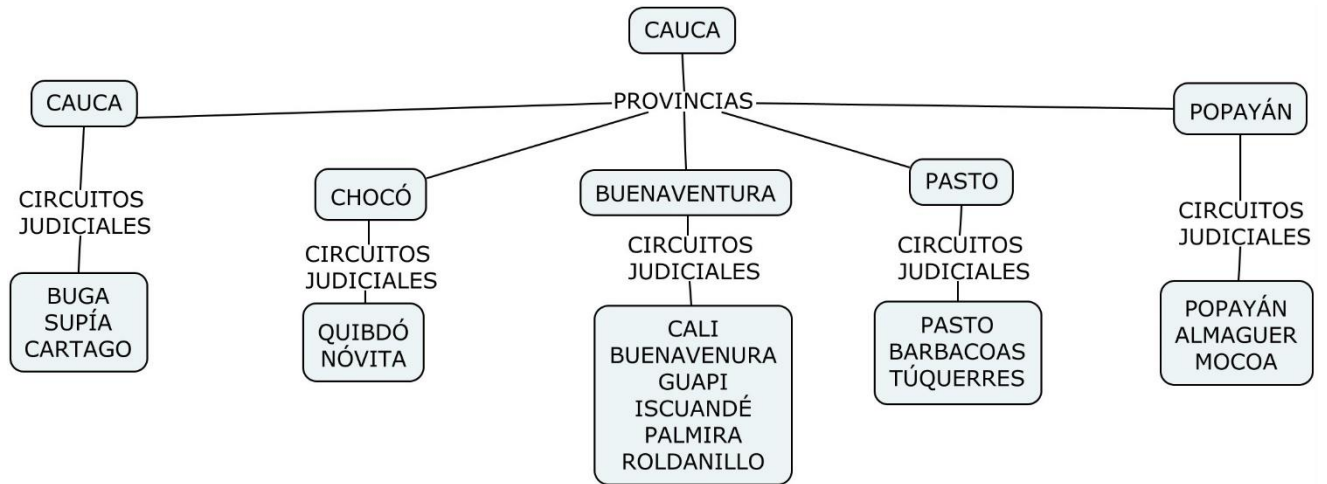 CAUCA
PROVINCIAS
CAUCA
CIRCUITOS
JUDICIALES
BUGA
SUPÍA
CARTAGO
CHOCÓ
CIRCUITOS
JUDICIALES
QUIBDÓ
NÓVITA
BUENAVENTURA
CIRCUITOS
JUDICIALES
CALI
BUENAVENURA
GUAPI
ISCUANDÉ
PALMIRA
ROLDANILLO
PASTO
CIRCUITOS
JUDICIALES
PASTO
BARBACOAS
TÚQUERRES
POPAYÁN
CIRCUITOS
JUDICIALES
POPAYÁN
ALMAGUER
MOCOA